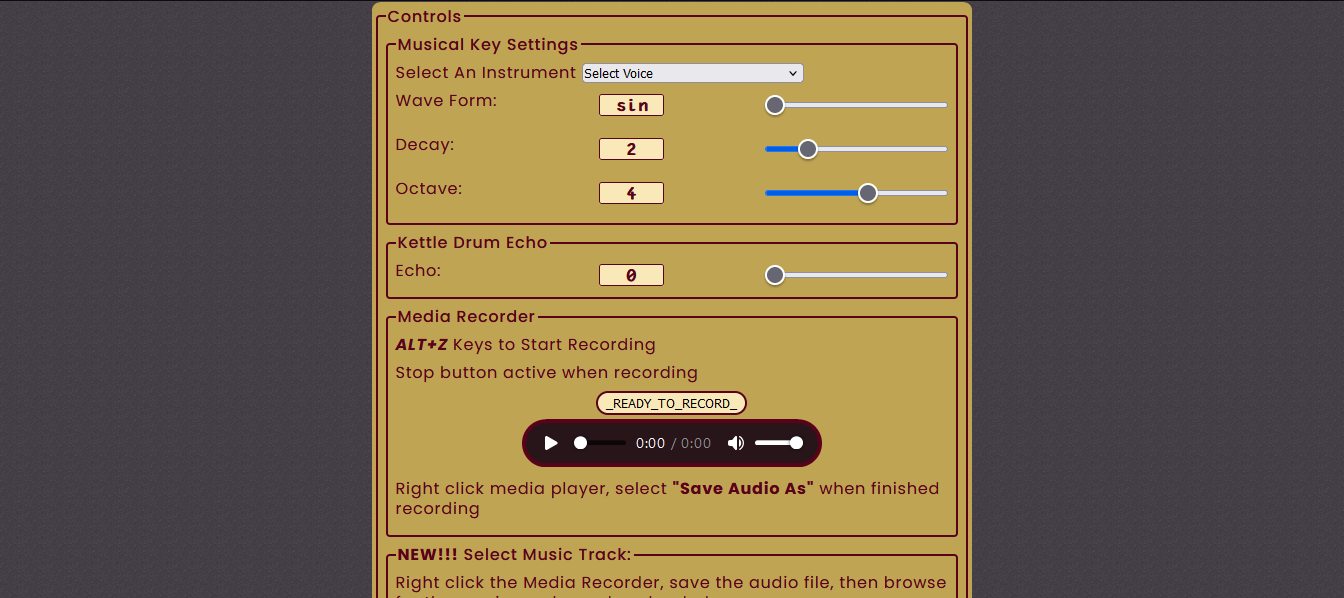 Controls
Musical Key Settings
Select An Instrument Select Voice
Wave Form: sin
Decay: 2
Octave: 4
Kettle Drum Echo
Echo: 0
Media Recorder
ALT+Z Keys to Start Recording
Stop button active when recording
_READY_TO_RECORD_
0:00 / 0:00
Right click media player, select "Save Audio As" when finished
recording
NEW!!! Select Music Track:
Right click the Media Recorder, save the audio file, then browse